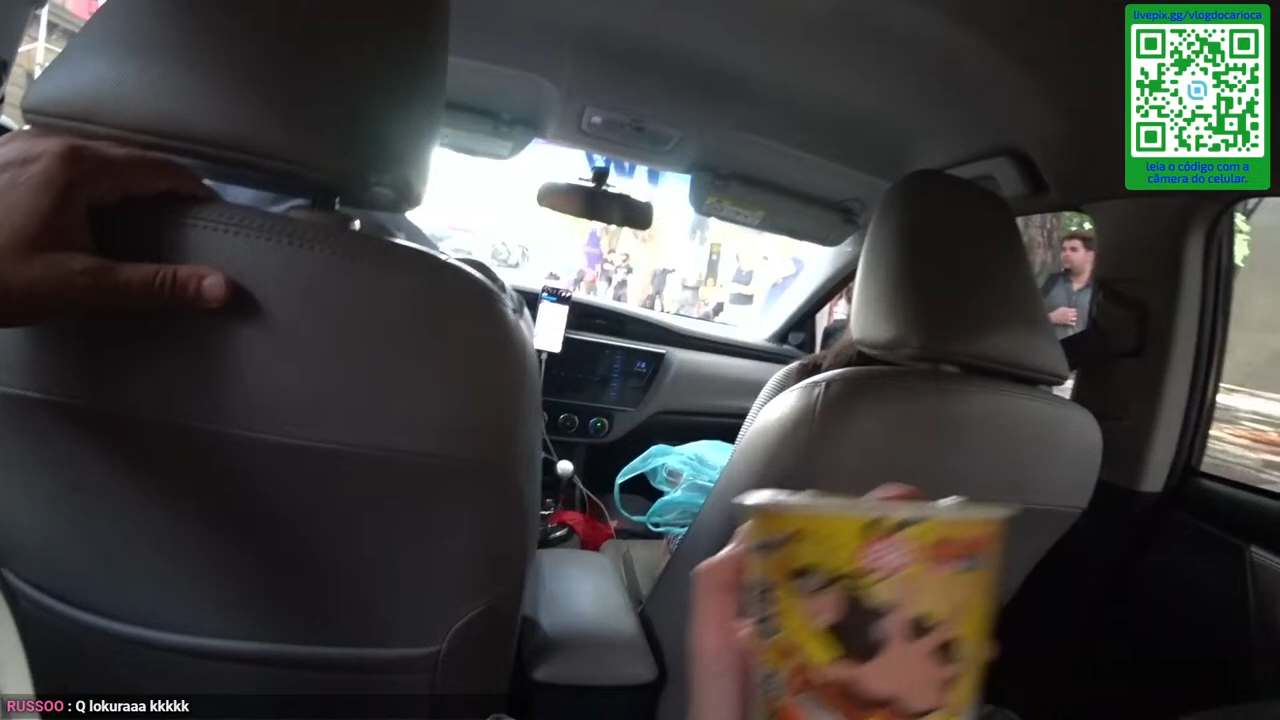 livepix.gg/vlogdocarioca
leia o código com a
câmera do celular.
RUSSOO : Q lokuraaa kkkkk